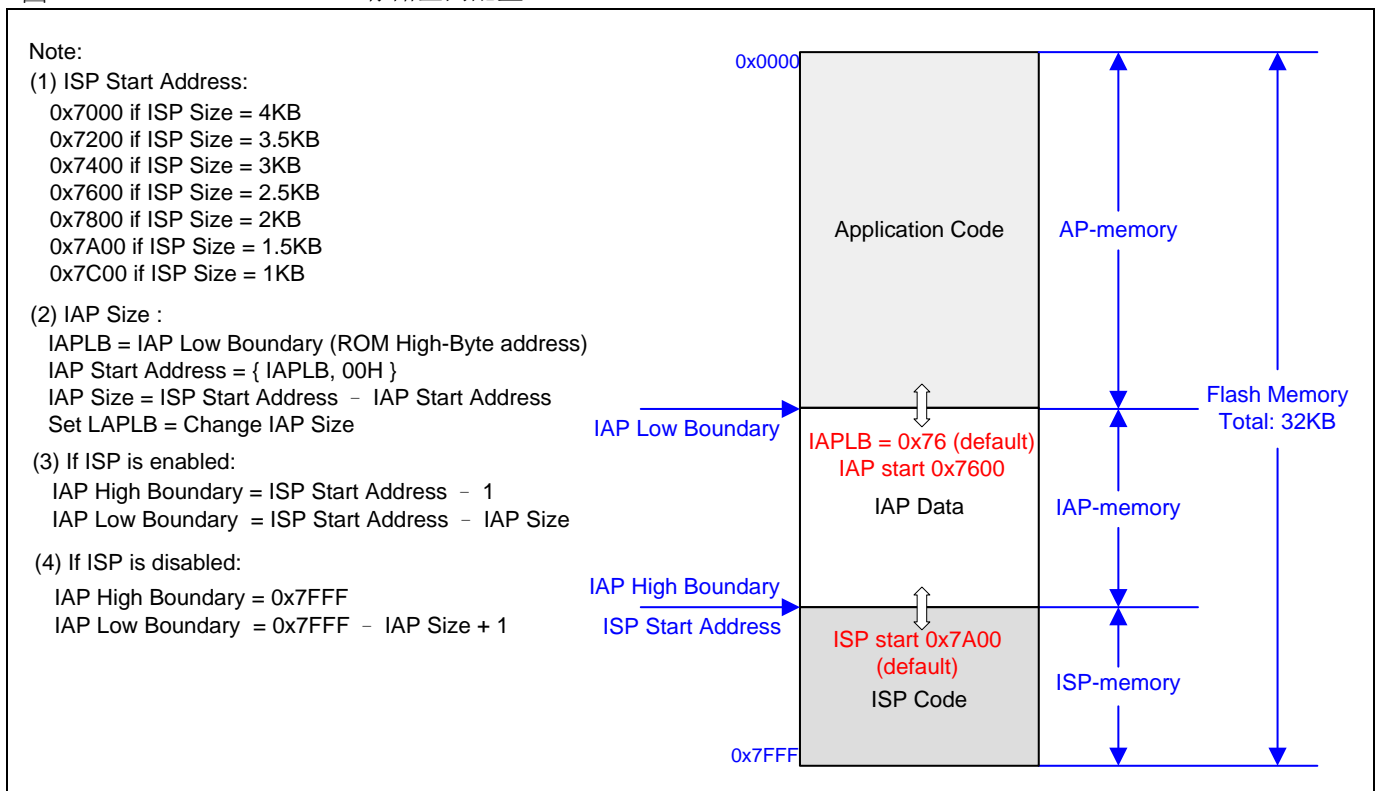 Note:
(1) ISP Start Address:
0x7000 if ISP Size = 4KB
0x7200 if ISP Size = 3.5KB
0x7400 if ISP Size = 3KB
0x7600 if ISP Size = 2.5KB
0x7800 if ISP Size = 2KB
0x7A00 if ISP Size = 1.5KB
0x7C00 if ISP Size = 1KB
(2) IAP Size :
IAPLB = IAP Low Boundary (ROM High-Byte address)
IAP Start Address = { IAPLB, 00H }
IAP Size = ISP Start Address – IAP Start Address
Set LAPLB = Change IAP Size
(3) If ISP is enabled:
IAP High Boundary = ISP Start Address – 1
IAP Low Boundary = ISP Start Address – IAP Size
(4) If ISP is disabled:
IAP High Boundary = 0x7FFF
IAP Low Boundary = 0x7FFF – IAP Size + 1
0x0000
Application Code
AP-memory
Flash Memory
Total: 32KB
IAP Low Boundary
IAPLB = 0x76 (default)
IAP start 0x7600
IAP Data
IAP-memory
IAP High Boundary
ISP Start Address
ISP start 0x7A00
(default)
ISP Code
ISP-memory
0x7FFF